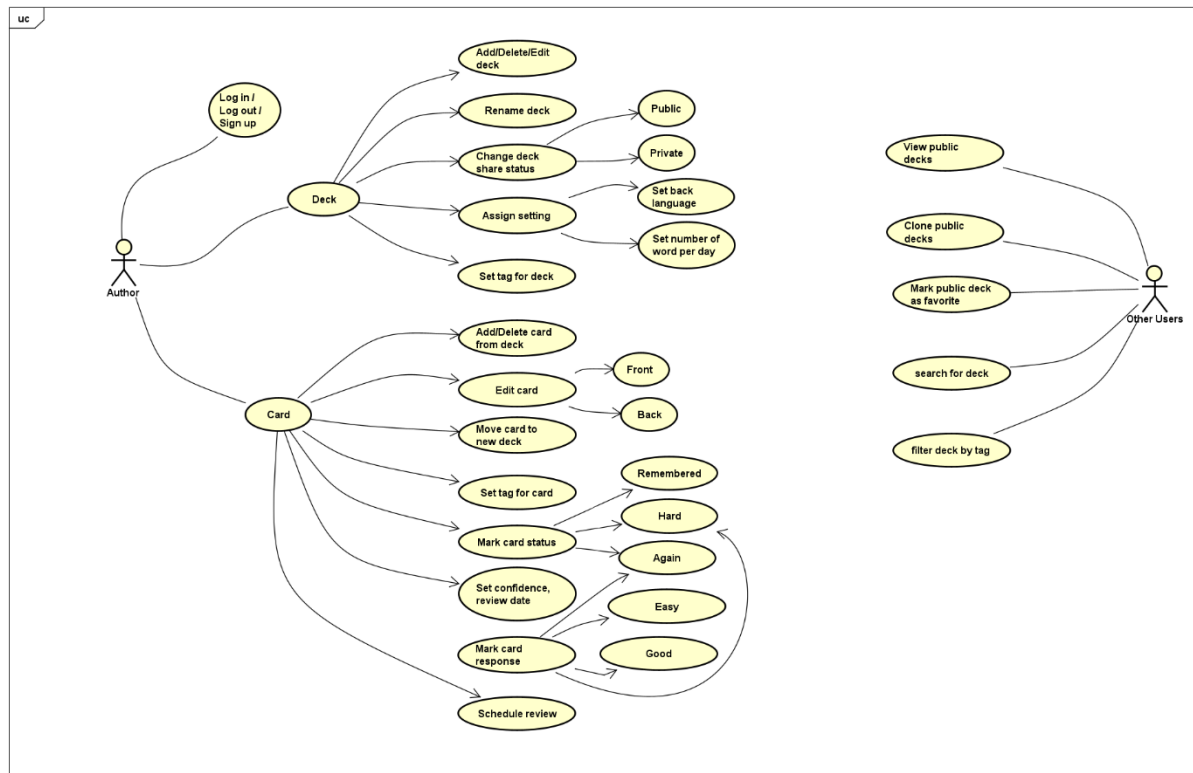 uc
Add/Delete/Edit
deck
Log in /
Log out /
Sign up
Rename deck
Public
Change deck
share status
Private
View public
decks
Deck
Set back
language
Assign setting
Set number of
word per day
Clone public
decks
Set tag for deck
Author
Mark public deck
as favorite
Other Users
Add/Delete card
from deck
Front
search for deck
Edit card
Card
Back
Move card to
new deck
filter deck by tag
Remembered
Set tag for card
Hard
Mark card status
Again
Set confidence,
review date
Easy
Mark card
response
Good
Schedule review